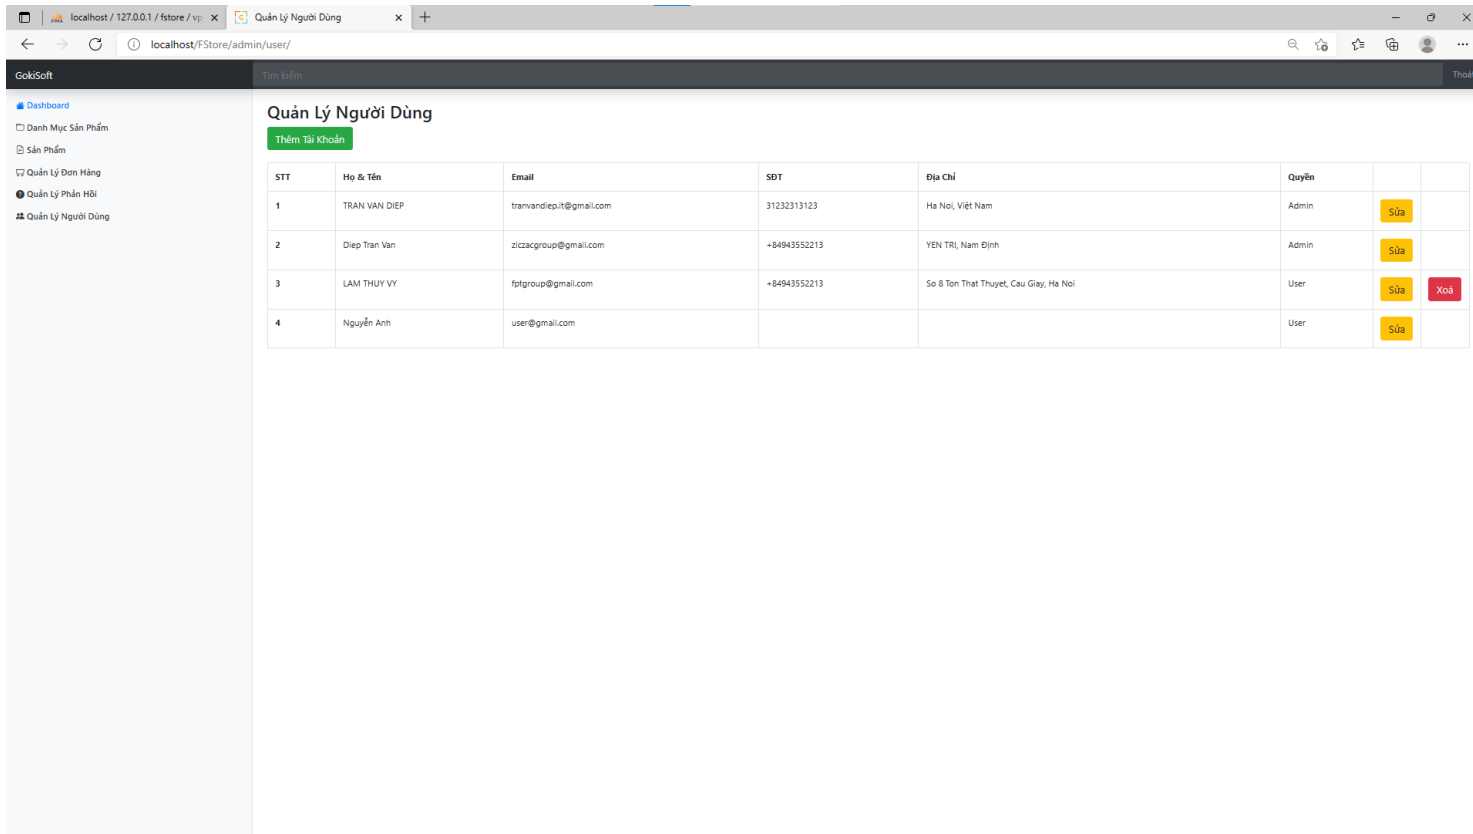 localhost / 127.0.0.1 / fstore / vp
Quản Lý Người Dùng
localhost/FStore/admin/user/
GokiSoft
Tìm kiếm
Thoát
Dashboard
Danh Mục Sản Phẩm
Sản Phẩm
Quản Lý Đơn Hàng
Quản Lý Phản Hồi
Quản Lý Người Dùng
Quản Lý Người Dùng
Thêm Tài Khoản
STT Họ & Tên Email SĐT Địa Chỉ Quyền
1 TRAN VAN DIEP tranvandiep.it@gmail.com 31232313123 Ha Noi, Việt Nam Admin Sửa
2 Diep Tran Van ziczacgroup@gmail.com +84943552213 YEN TRI, Nam Định Admin Sửa
3 LAM THUY VY fptgroup@gmail.com +84943552213 So 8 Ton That Thuyet, Cau Giay, Ha Noi User Sửa Xoá
4 Nguyễn Anh user@gmail.com User Sửa